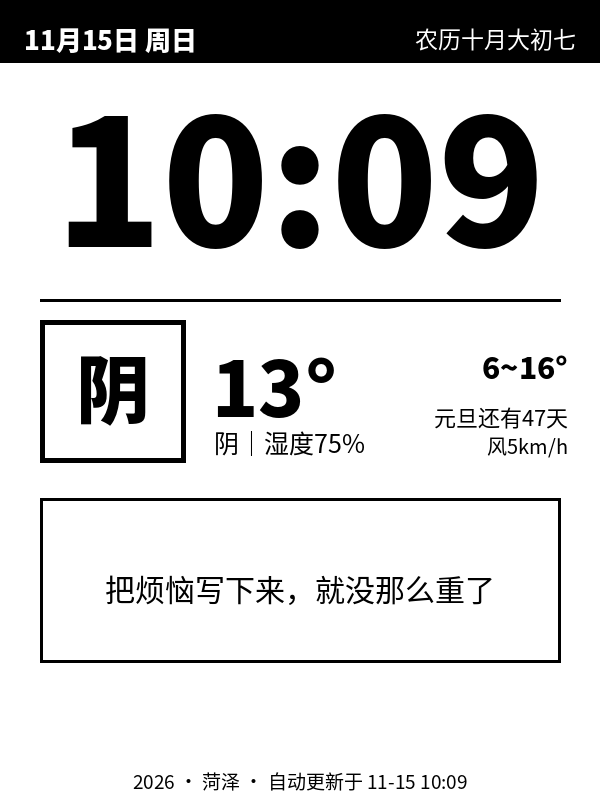 11月15日 周日
农历十月大初七
10:09
阴
13°
阴｜湿度75%
6~16°
元旦还有47天
风5km/h
把烦恼写下来，就没那么重了
2026 · 菏泽 · 自动更新于 11-15 10:09